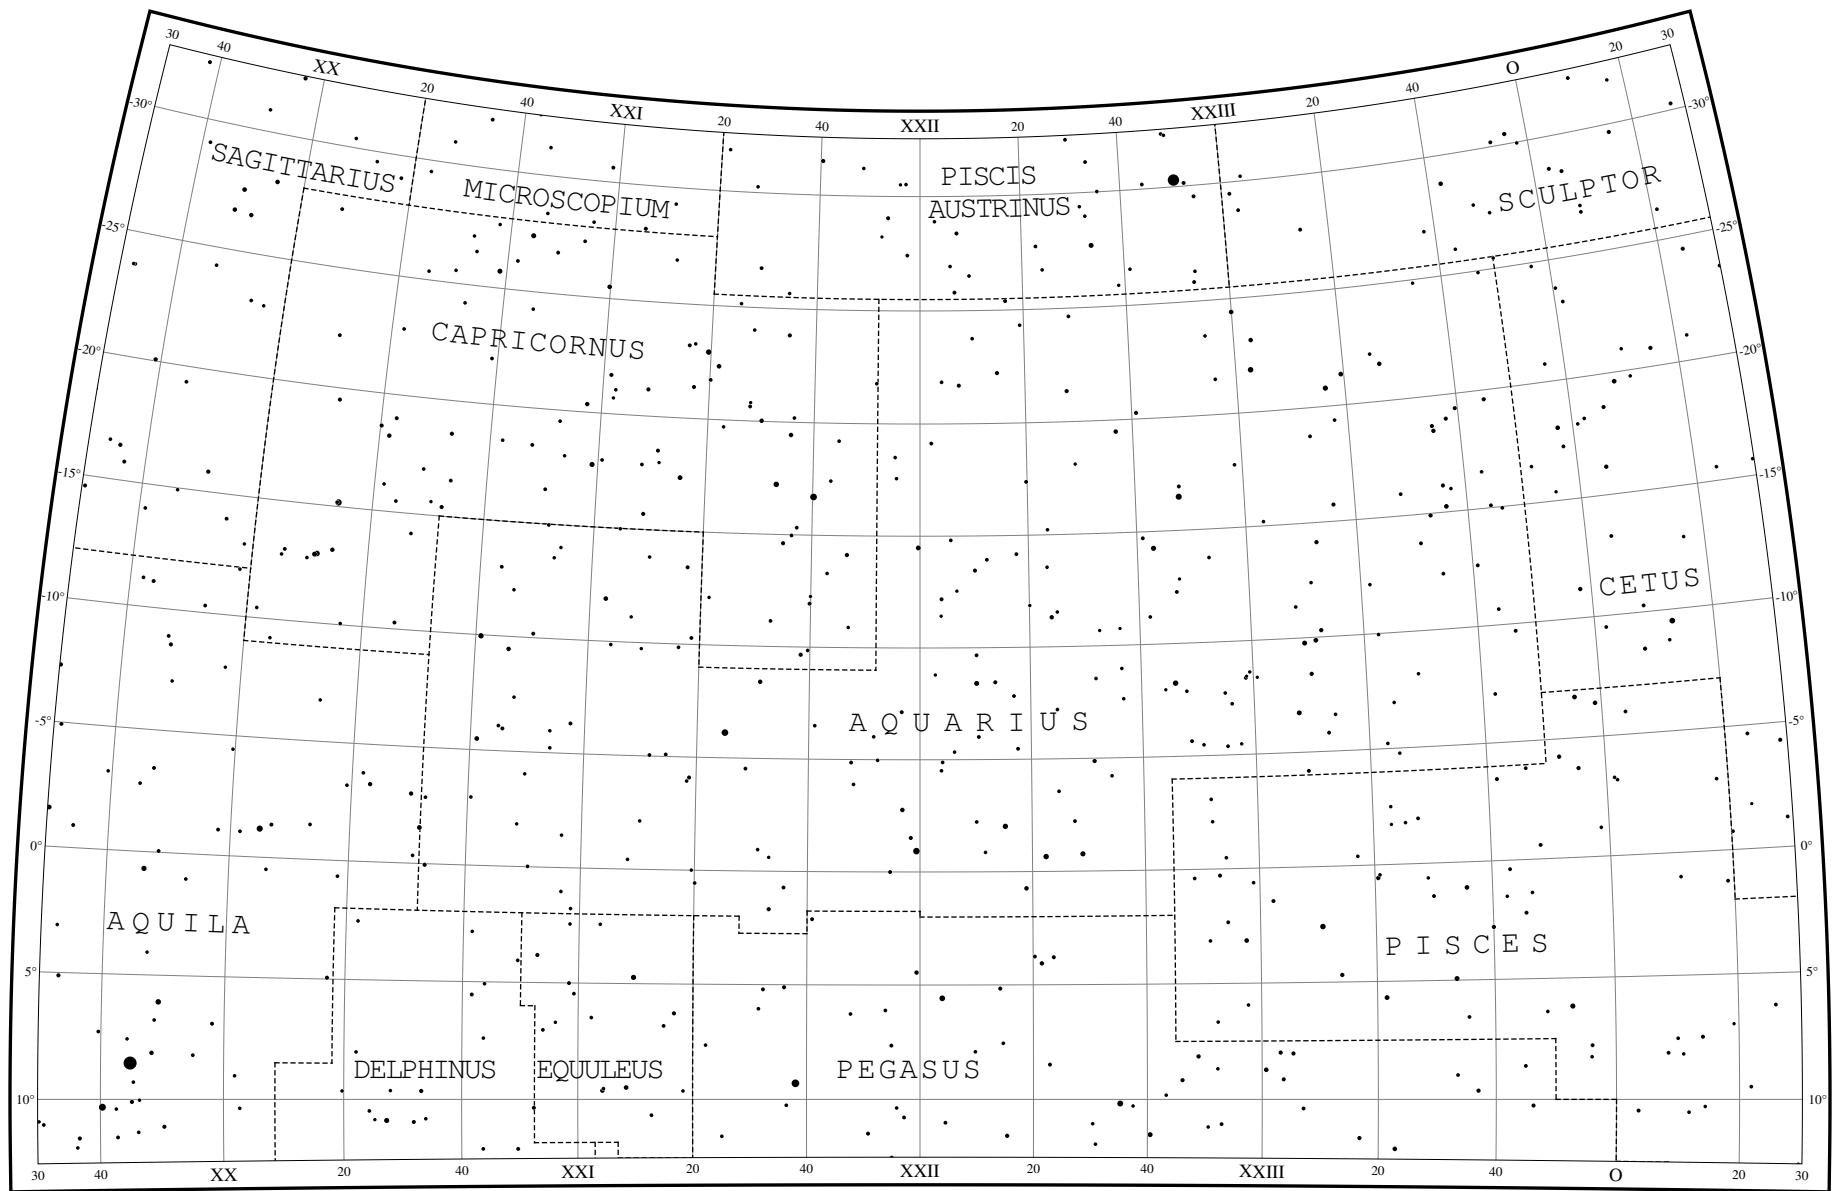 30 40 XX 20 40 XXI 20 40 XXII 20 40 XXIII 20 40 O 20 30
-30° -30°
SAGITTARIUS MICROSCOPIUM PISCIS SCULPTOR
AUSTRINUS
-25° -25°
CAPRICORNUS
-20° -20°
-15° -15°
CETUS
-10° -10°
AQUARIUS
-5° -5°
0° 0°
AQUILA PISCES
5° 5°
DELPHINUS EQUULEUS PEGASUS
10° 10°
30 40 XX 20 40 XXI 20 40 XXII 20 40 XXIII 20 40 O 20 30